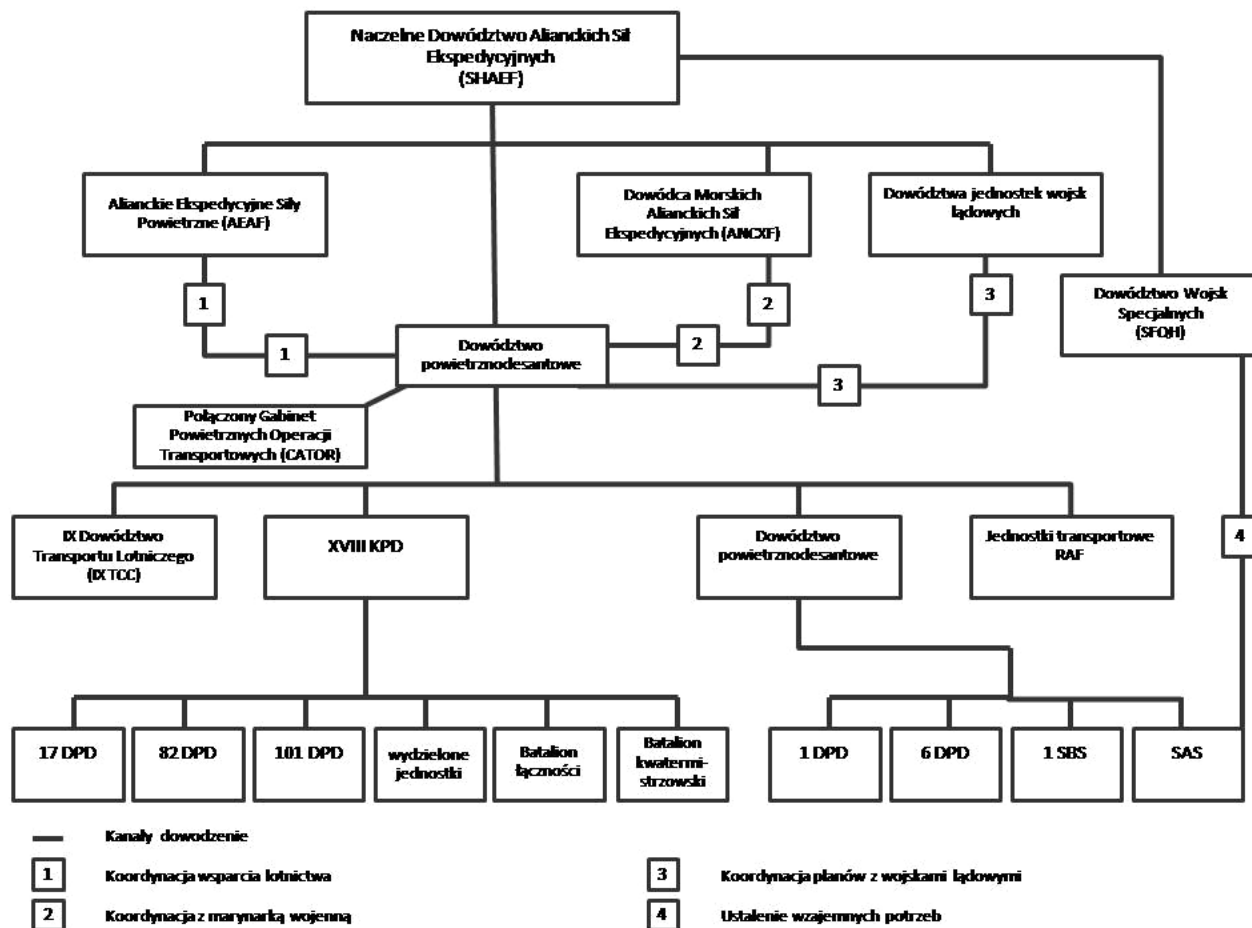 Naczelne Dowództwo Alianckich Sił
Ekspedycyjnych
(SHAEF)
Alianckie Ekspedycyjne Siły
Powietrzne (AEAF)
Dowódca Morskich
Alianckich Sił
Ekspedycyjnych (ANCXF)
Dowództwa jednostek wojsk
lądowych
1
2
3
Dowództwo Wojsk
Specjalnych
(SFQH)
1
Dowództwo
powietrznodesantowe
2
3
Połączony Gabinet
Powietrznych Operacji
Transportowych (CATOR)
IX Dowództwo
Transportu Lotniczego
(IX TCC)
XVIII KPD
Dowództwo
powietrznodesantowe
Jednostki transportowe
RAF
4
17 DPD
82 DPD
101 DPD
wydzielone
jednostki
Batalion
łączności
Batalion
kwatermi-
strzowski
1 DPD
6 DPD
1 SBS
SAS
Kanały dowodzenie
1 Koordynacja wsparcia lotnictwa
3 Koordynacja planów z wojskami lądowymi
2 Koordynacja z marynarką wojenną
4 Ustalenie wzajemnych potrzeb